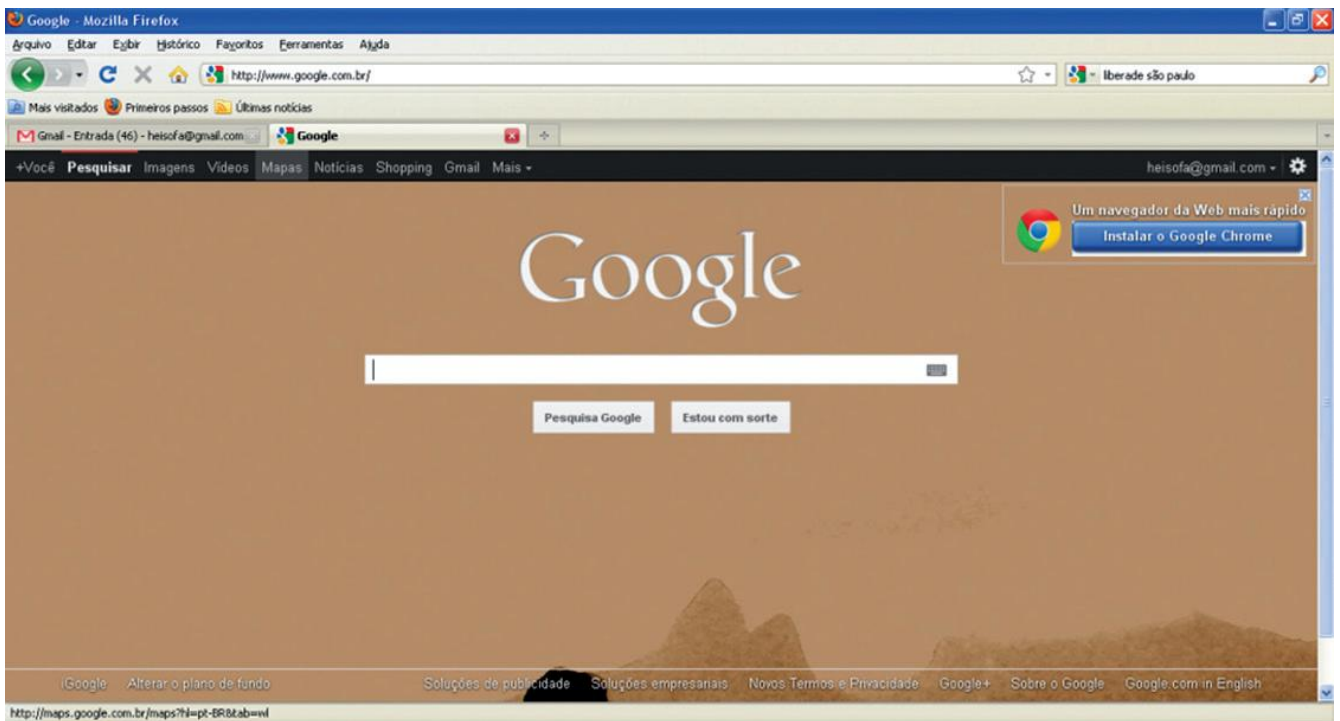 Google - Mozilla Firefox
Arquivo Editar Exibir Histórico Favoritos Ferramentas Ajuda
http://www.google.com.br/ liberade são paulo
Mais visitados Primeiros passos Últimas notícias
Gmail - Entrada (46) - heisofa@gmail.com Google
+Você Pesquisar Imagens Vídeos Mapas Notícias Shopping Gmail Mais heisofa@gmail.com
Um navegador da Web mais rápido
Instalar o Google Chrome
Google
Pesquisa Google Estou com sorte
iGoogle Alterar o plano de fundo Soluções de publicidade Soluções empresariais Novos Termos e Privacidade Google+ Sobre o Google Google.com in English
http://maps.google.com.br/maps?hl=pt-BR&tab=wl